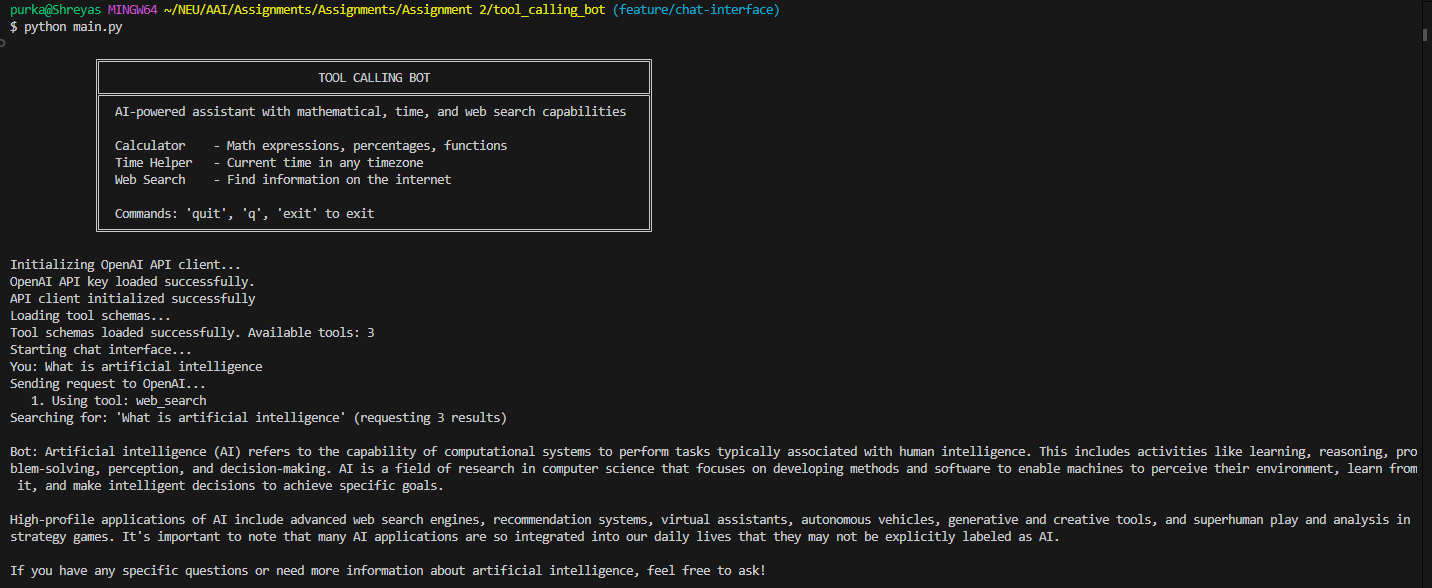 purka@Shreyas MINGW64 ~/NEU/AAI/Assignments/Assignments/Assignment 2/tool_calling_bot (feature/chat-interface)
$ python main.py
TOOL CALLING BOT
AI-powered assistant with mathematical, time, and web search capabilities
Calculator - Math expressions, percentages, functions
Time Helper - Current time in any timezone
Web Search - Find information on the internet
Commands: 'quit', 'q', 'exit' to exit
Initializing OpenAI API client...
OpenAI API key loaded successfully.
API client initialized successfully
Loading tool schemas...
Tool schemas loaded successfully. Available tools: 3
Starting chat interface...
You: What is artificial intelligence
Sending request to OpenAI...
1. Using tool: web_search
Searching for: 'What is artificial intelligence' (requesting 3 results)
Bot: Artificial intelligence (AI) refers to the capability of computational systems to perform tasks typically associated with human intelligence. This includes activities like learning, reasoning, pro
blem-solving, perception, and decision-making. AI is a field of research in computer science that focuses on developing methods and software to enable machines to perceive their environment, learn from
it, and make intelligent decisions to achieve specific goals.
High-profile applications of AI include advanced web search engines, recommendation systems, virtual assistants, autonomous vehicles, generative and creative tools, and superhuman play and analysis in
strategy games. It's important to note that many AI applications are so integrated into our daily lives that they may not be explicitly labeled as AI.
If you have any specific questions or need more information about artificial intelligence, feel free to ask!